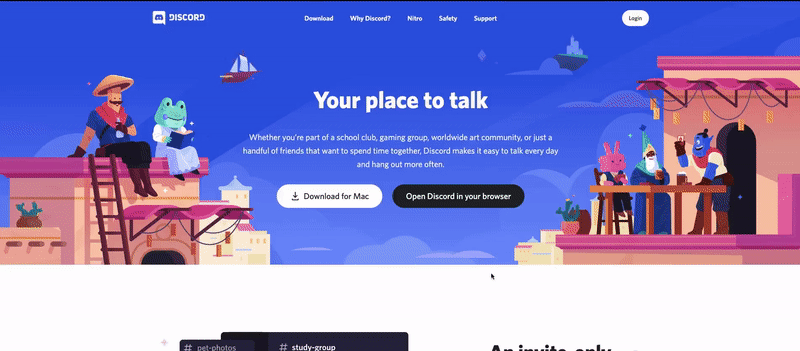 DISCORD
Download Why Discord? Nitro Safety Support
Login
Your place to talk
Whether you're part of a school club, gaming group, worldwide art community, or just a
handful of friends that want to spend time together, Discord makes it easy to talk every day
and hang out more often.
Download for Mac
Open Discord in your browser
# pet-photos
# study-group
An invite-only